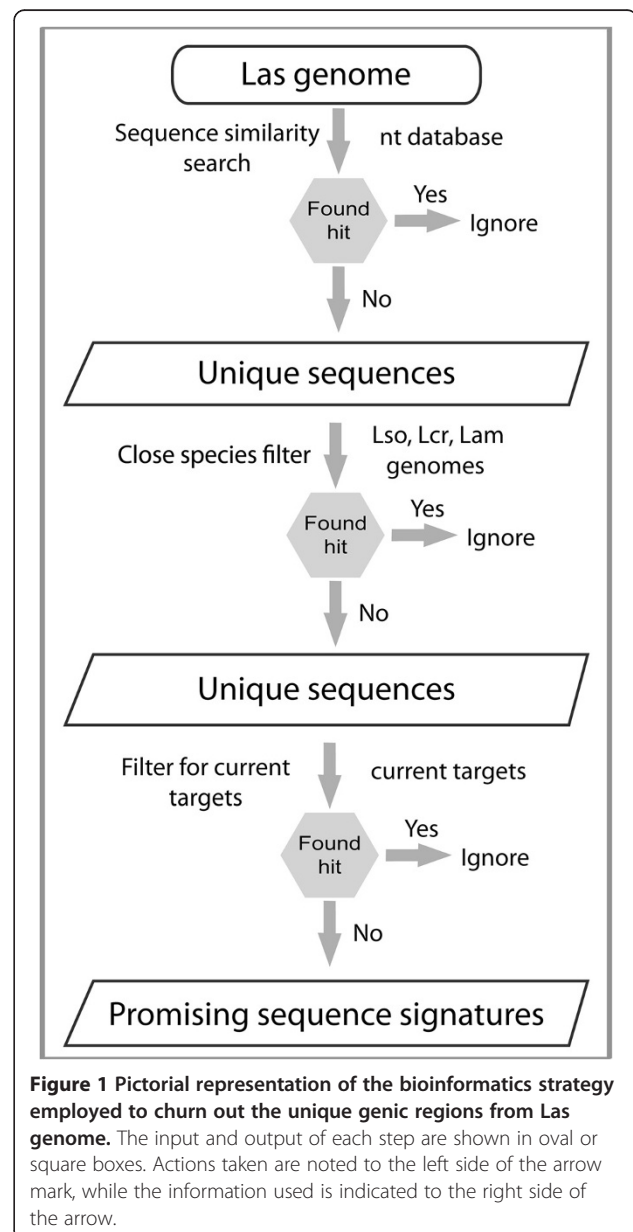 Las genome
Sequence similarity
search
nt database
Found
hit
Yes
Ignore
No
Unique sequences
Close species filter
Lso, Lcr, Lam
genomes
Found
hit
Yes
Ignore
No
Unique sequences
Filter for current
targets
current targets
Found
hit
Yes
Ignore
No
Promising sequence signatures
Figure 1 Pictorial representation of the bioinformatics strategy
employed to churn out the unique genic regions from Las
genome. The input and output of each step are shown in oval or
square boxes. Actions taken are noted to the left side of the arrow
mark, while the information used is indicated to the right side of
the arrow.